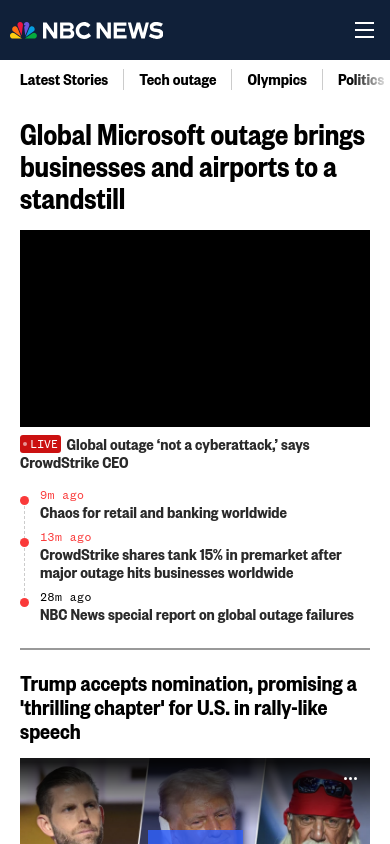 NBC NEWS
Latest Stories
Tech outage
Olympics
Politics
Global Microsoft outage brings
businesses and airports to a
standstill
LIVE Global outage ‘not a cyberattack,’ says
CrowdStrike CEO
9m ago
Chaos for retail and banking worldwide
13m ago
CrowdStrike shares tank 15% in premarket after
major outage hits businesses worldwide
28m ago
NBC News special report on global outage failures
Trump accepts nomination, promising a
'thrilling chapter' for U.S. in rally-like
speech